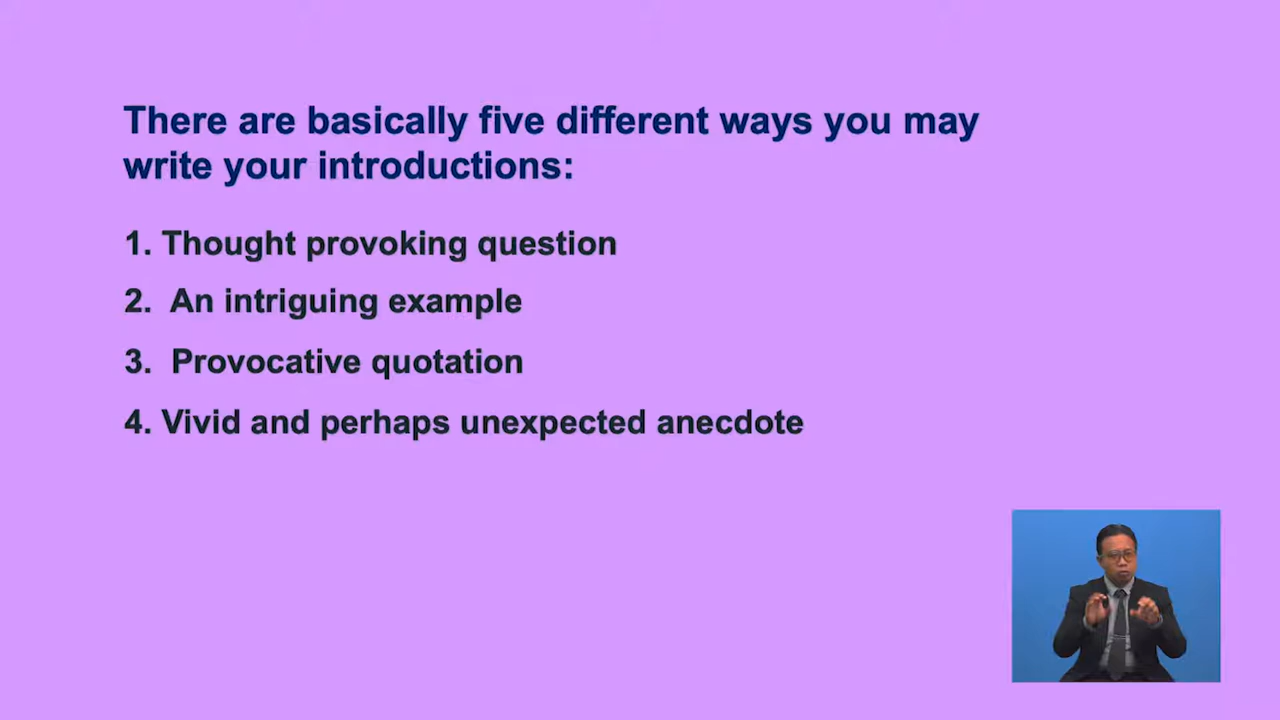 There are basically five different ways you may
write your introductions:
1. Thought provoking question
2. An intriguing example
3. Provocative quotation
4. Vivid and perhaps unexpected anecdote